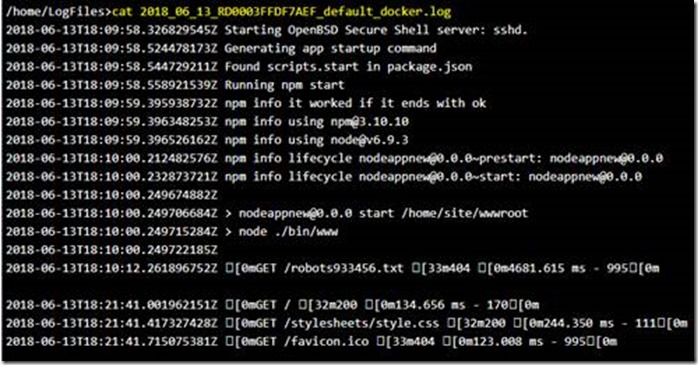 /home/LogFiles>cat 2018_06_13_RD0003FFDF7AEF_default_docker.log
2018-06-13T18:09:58.326829545Z Starting OpenBSD Secure Shell server: sshd.
2018-06-13T18:09:58.524478173Z Generating app startup command
2018-06-13T18:09:58.544729211Z Found scripts.start in package.json
2018-06-13T18:09:58.558921539Z Running npm start
2018-06-13T18:09:59.395938732Z npm info it worked if it ends with ok
2018-06-13T18:09:59.396348253Z npm info using npm@3.10.10
2018-06-13T18:09:59.396526162Z npm info using node@v6.9.3
2018-06-13T18:10:00.212482576Z npm info lifecycle nodeappnew@0.0.0~prestart: nodeappnew@0.0.0
2018-06-13T18:10:00.232873721Z npm info lifecycle nodeappnew@0.0.0~start: nodeappnew@0.0.0
2018-06-13T18:10:00.249674882Z
2018-06-13T18:10:00.249706684Z > nodeappnew@0.0.0 start /home/site/wwwroot
2018-06-13T18:10:00.249715284Z > node ./bin/www
2018-06-13T18:10:00.249722185Z
2018-06-13T18:10:12.261896752Z □[0mGET /robots933456.txt □[33m404 □[0m4681.615 ms - 995□[0m
2018-06-13T18:21:41.001962151Z □[0mGET / □[32m200 □[0m134.656 ms - 170□[0m
2018-06-13T18:21:41.417327428Z □[0mGET /stylesheets/style.css □[32m200 □[0m244.350 ms - 111□[0m
2018-06-13T18:21:41.715075381Z □[0mGET /favicon.ico □[33m404 □[0m123.008 ms - 995□[0m